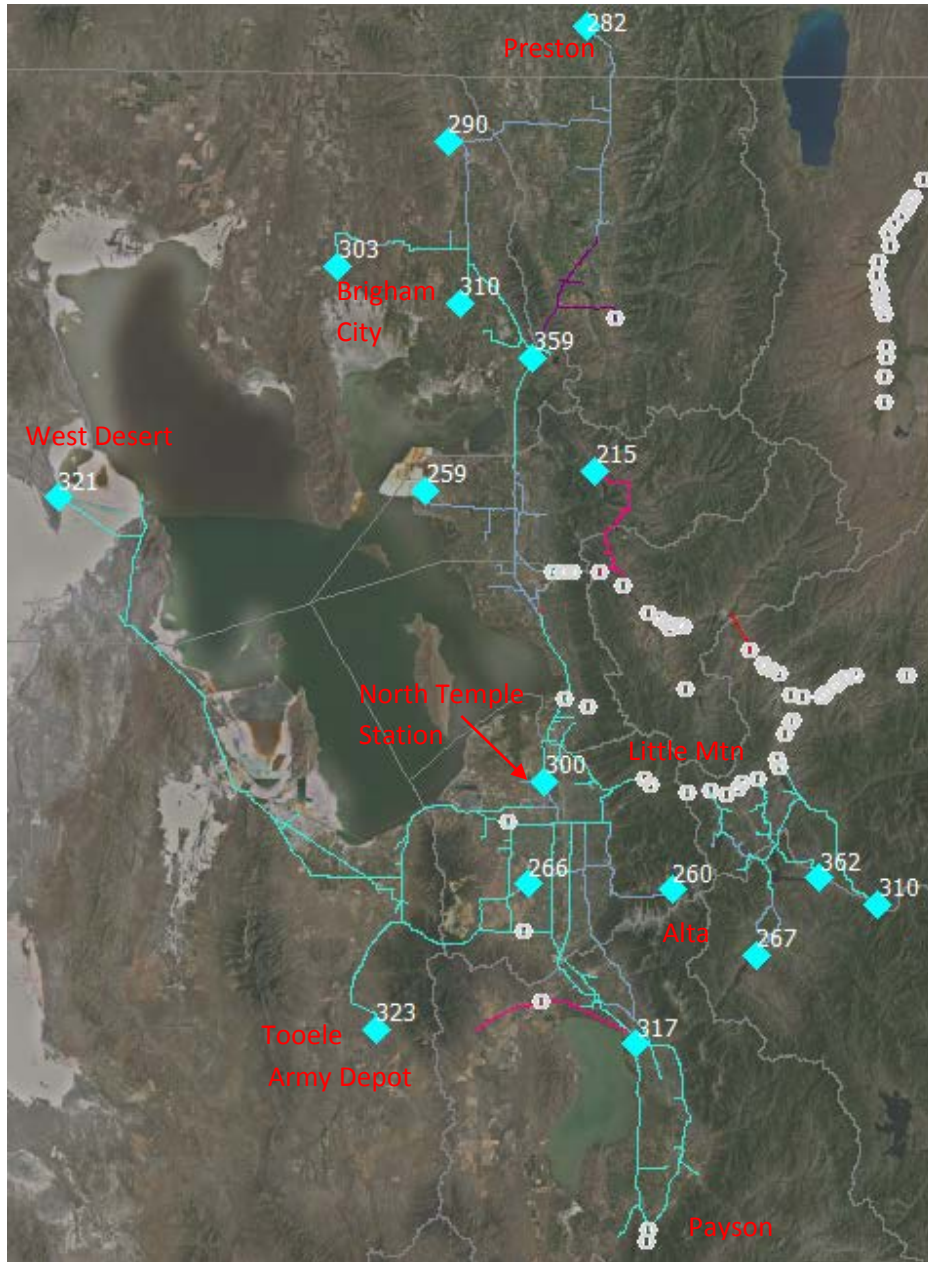 282
Preston
290
303
310
Brigham
City
359
West Desert
321
259
215
North Temple
Station
Little Mtn
300
266
260
362
310
Alta
267
323
317
Tooele
Army Depot
Payson